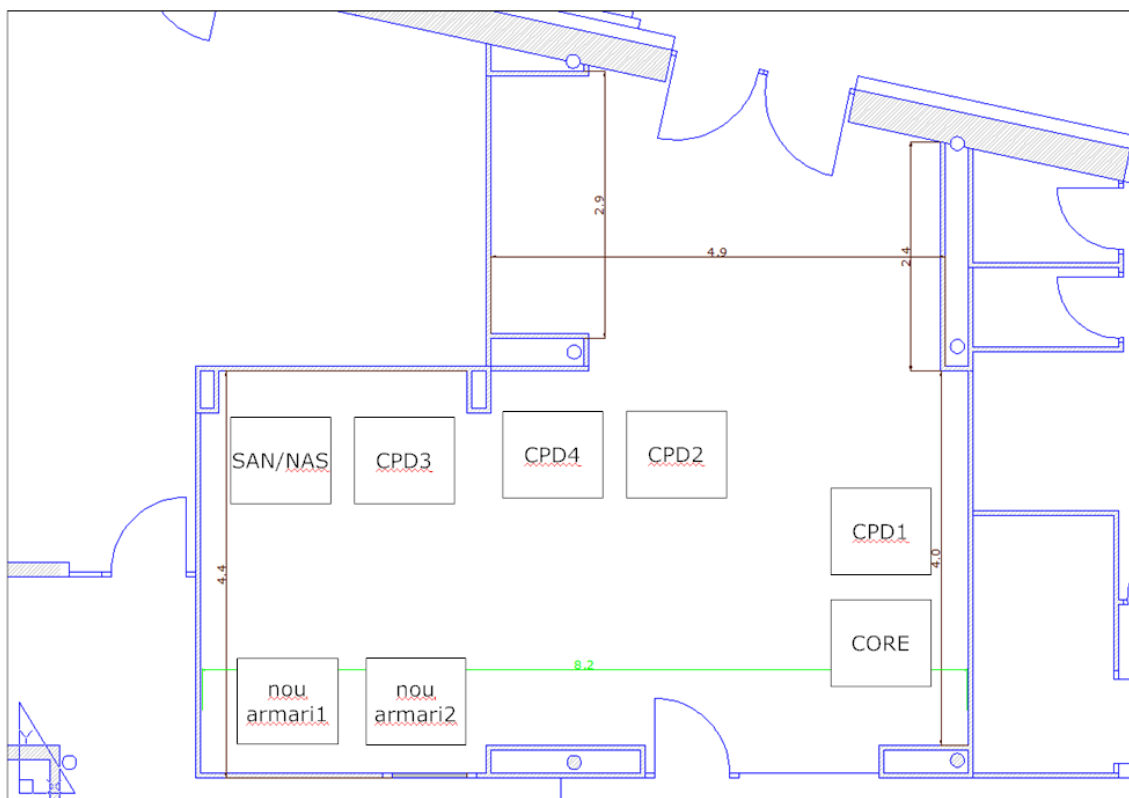 2.9
4.9
2.4
SAN/NAS
CPD3
CPD4
CPD2
CPD1
4.4
4.0
CORE
8.2
nou
armari1
nou
armari2
Y